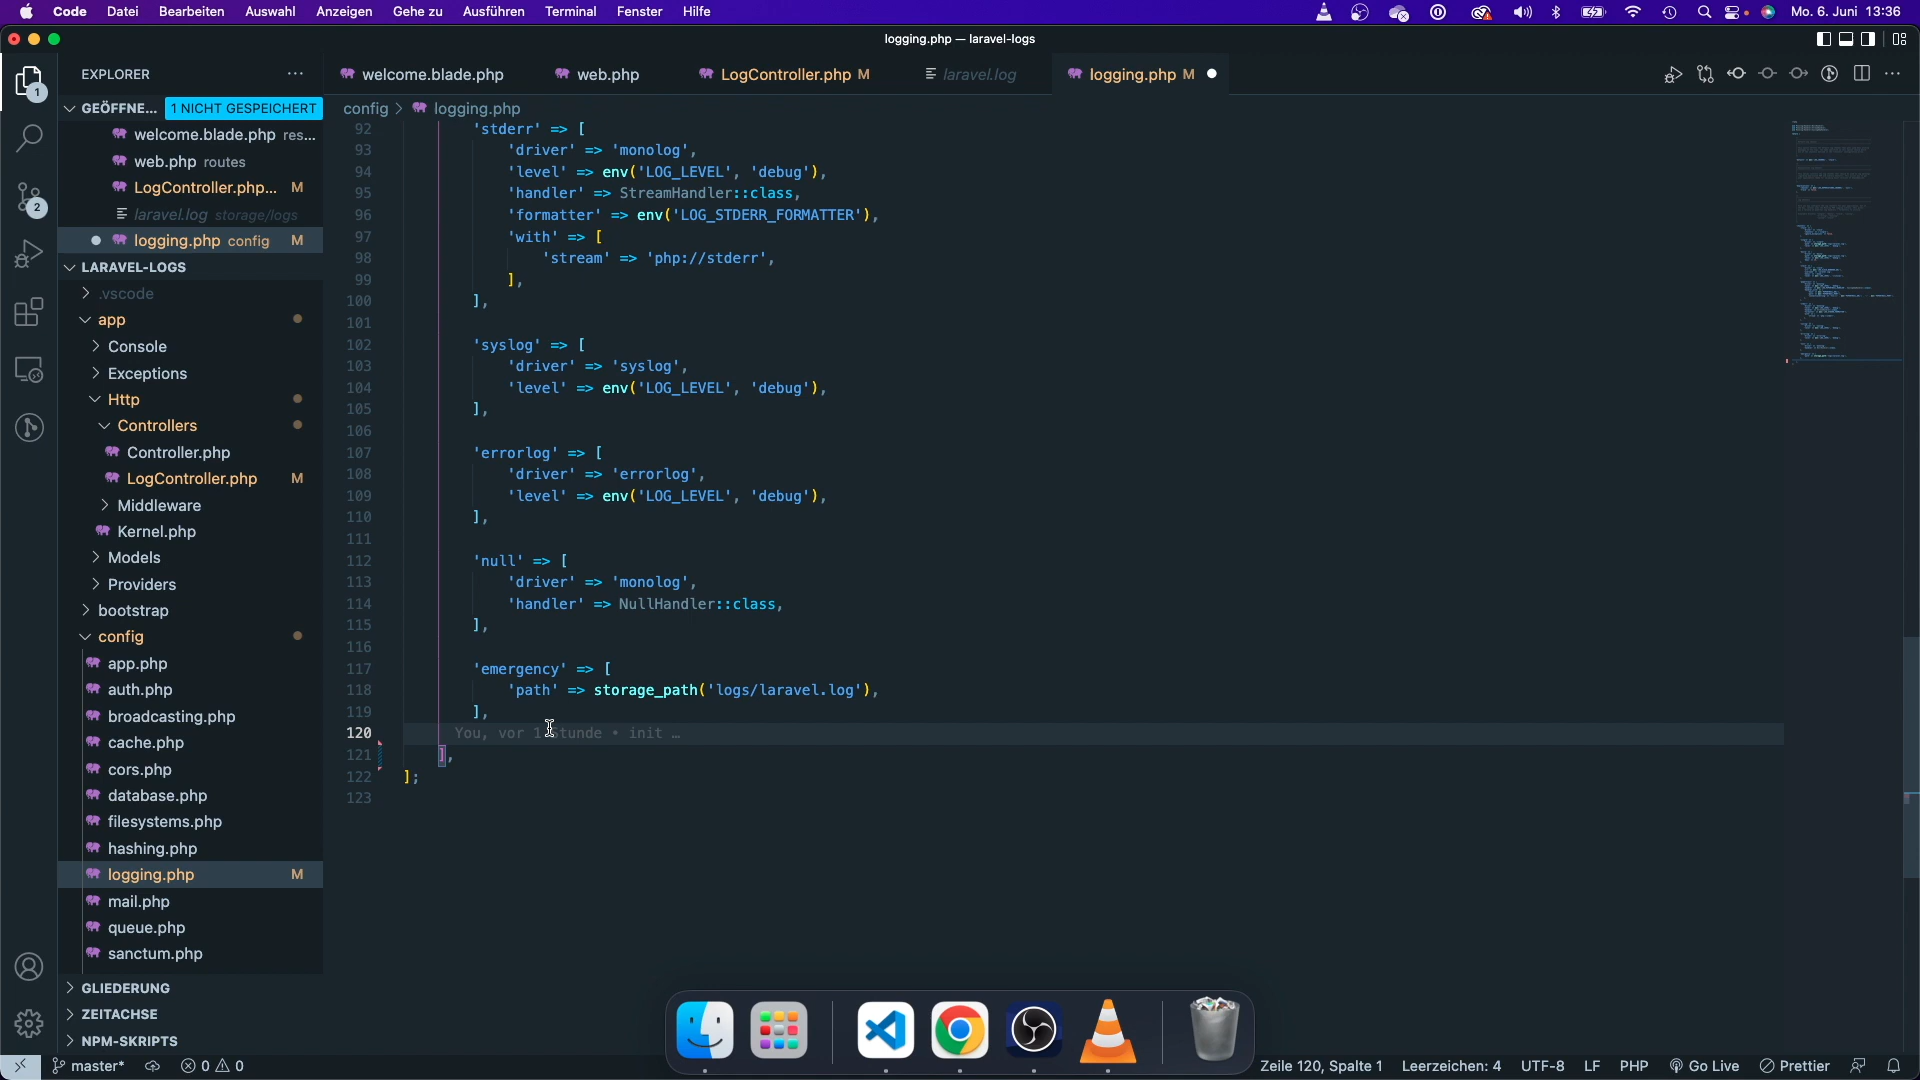 Code Datei Bearbeiten Auswahl Anzeigen Gehe zu Ausführen Terminal Fenster Hilfe Mo. 6. Juni 13:36
logging.php — laravel-logs
EXPLORER
welcome.blade.php web.php LogController.php M laravel.log logging.php M
GEÖFFNE... 1 NICHT GESPEICHERT
config > logging.php
welcome.blade.php res...
web.php routes
LogController.php... M
laravel.log storage/logs
logging.php config M
LARAVEL-LOGS
.vscode
app
Console
Exceptions
Http
Controllers
Controller.php
LogController.php M
Middleware
Kernel.php
Models
Providers
bootstrap
config
app.php
auth.php
broadcasting.php
cache.php
cors.php
database.php
filesystems.php
hashing.php
logging.php M
mail.php
queue.php
sanctum.php
GLIEDERUNG
ZEITACHSE
NPM-SKRIPTS
92 'stderr' => [
93 'driver' => 'monolog',
94 'level' => env('LOG_LEVEL', 'debug'),
95 'handler' => StreamHandler::class,
96 'formatter' => env('LOG_STDERR_FORMATTER'),
97 'with' => [
98 'stream' => 'php://stderr',
99 ],
100 ],
101
102 'syslog' => [
103 'driver' => 'syslog',
104 'level' => env('LOG_LEVEL', 'debug'),
105 ],
106
107 'errorlog' => [
108 'driver' => 'errorlog',
109 'level' => env('LOG_LEVEL', 'debug'),
110 ],
111
112 'null' => [
113 'driver' => 'monolog',
114 'handler' => NullHandler::class,
115 ],
116
117 'emergency' => [
118 'path' => storage_path('logs/laravel.log'),
119 ],
120 You, vor 1 Stunde • init …
121 ],
122 ];
123
1
2
master* 0 0 Zeile 120, Spalte 1 Leerzeichen: 4 UTF-8 LF PHP Go Live Prettier